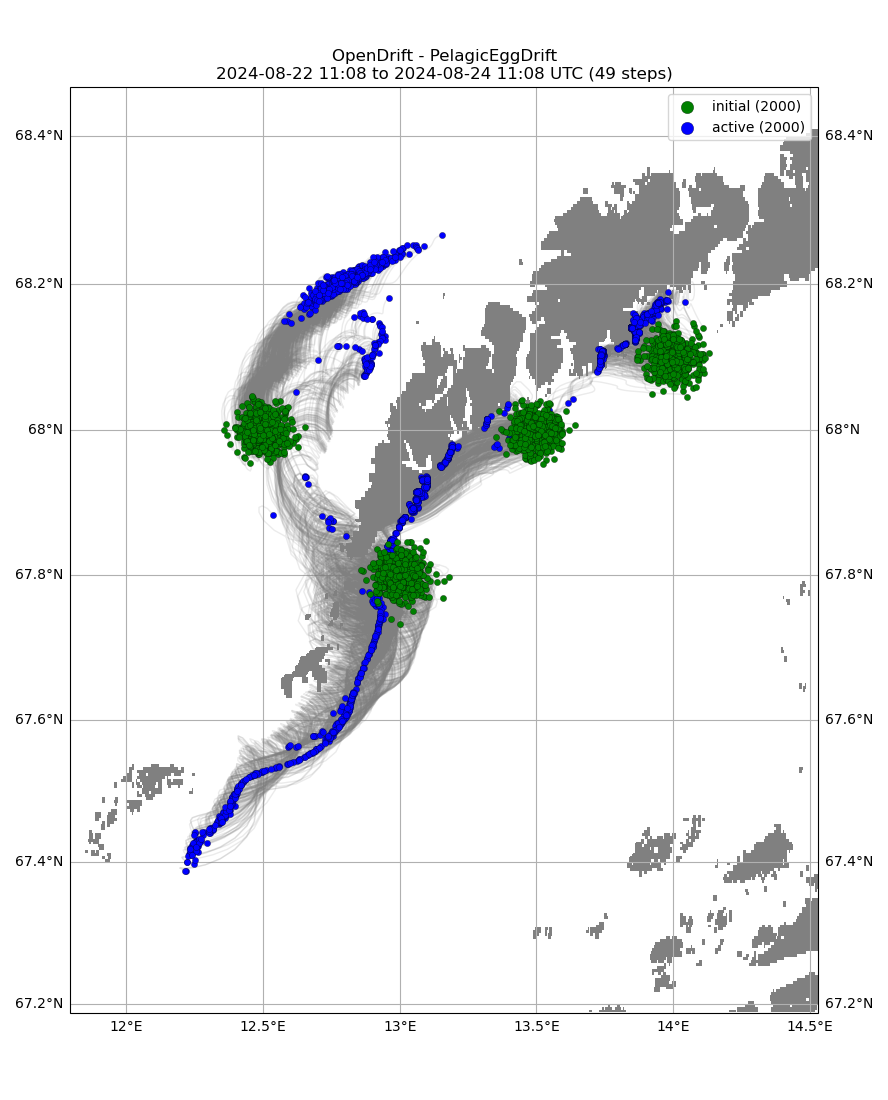 OpenDrift - PelagicEggDrift
2024-08-22 11:08 to 2024-08-24 11:08 UTC (49 steps)
initial (2000)
active (2000)
68.4°N 68.4°N
68.2°N 68.2°N
68°N 68°N
67.8°N 67.8°N
67.6°N 67.6°N
67.4°N 67.4°N
67.2°N 67.2°N
12°E 12.5°E 13°E 13.5°E 14°E 14.5°E